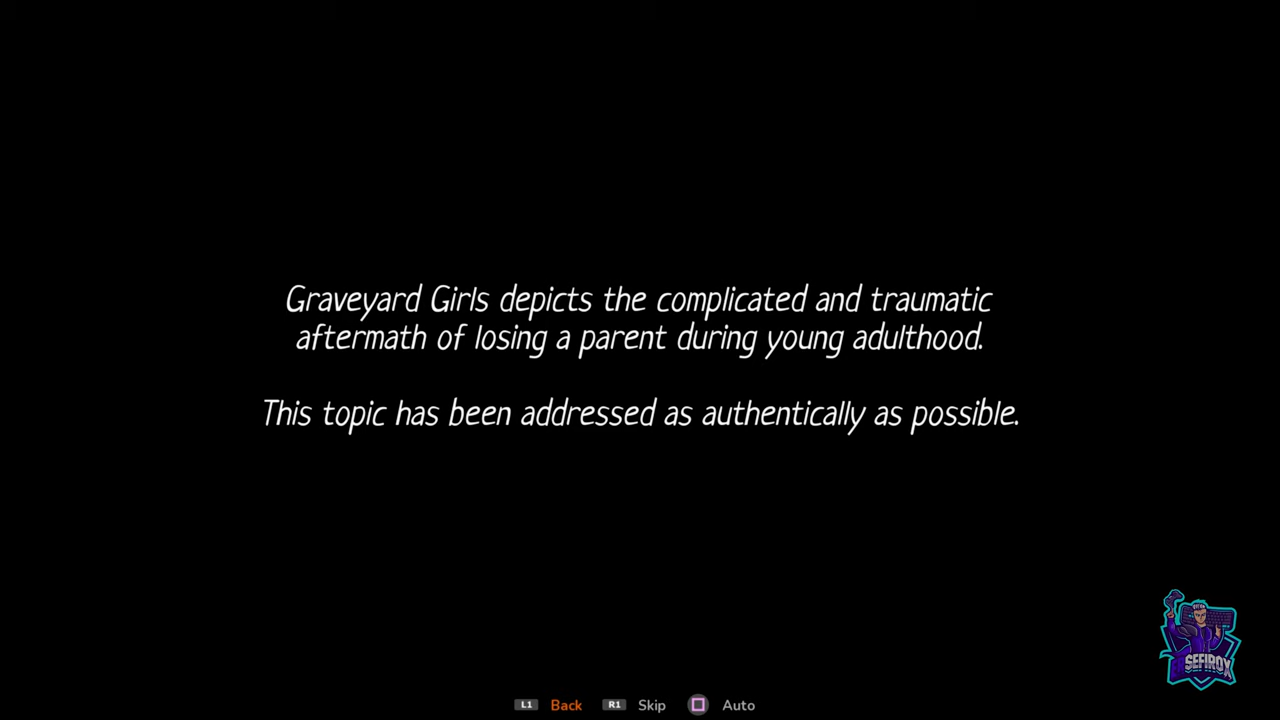 Graveyard Girls depicts the complicated and traumatic
aftermath of losing a parent during young adulthood.
This topic has been addressed as authentically as possible.
SEFIROX
L1 Back R1 Skip Auto